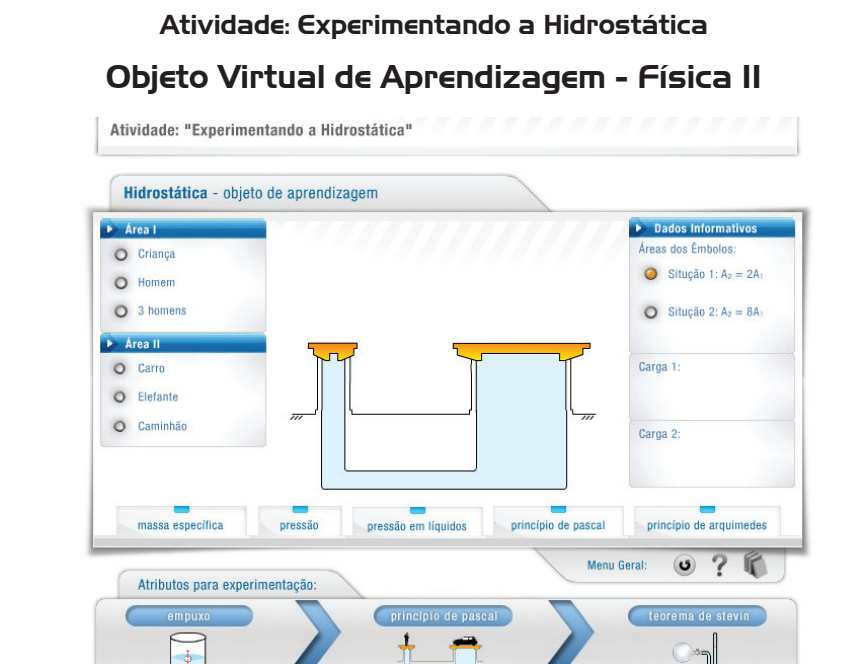 Atividade: Experimentando a Hidrostática
Objeto Virtual de Aprendizagem - Física II
Atividade: "Experimentando a Hidrostática"
Hidrostática - objeto de aprendizagem
Área I
Criança
Homem
3 homens
Área II
Carro
Elefante
Caminhão
Dados Informativos
Áreas dos Êmbolos:
Situção 1: A₂ = 2A₁
Situção 2: A₂ = 8A₁
Carga 1:
Carga 2:
massa específica
pressão
pressão em líquidos
princípio de pascal
princípio de arquimedes
Menu Geral:
?
Atributos para experimentação:
empuxo
princípio de pascal
teorema de stevin